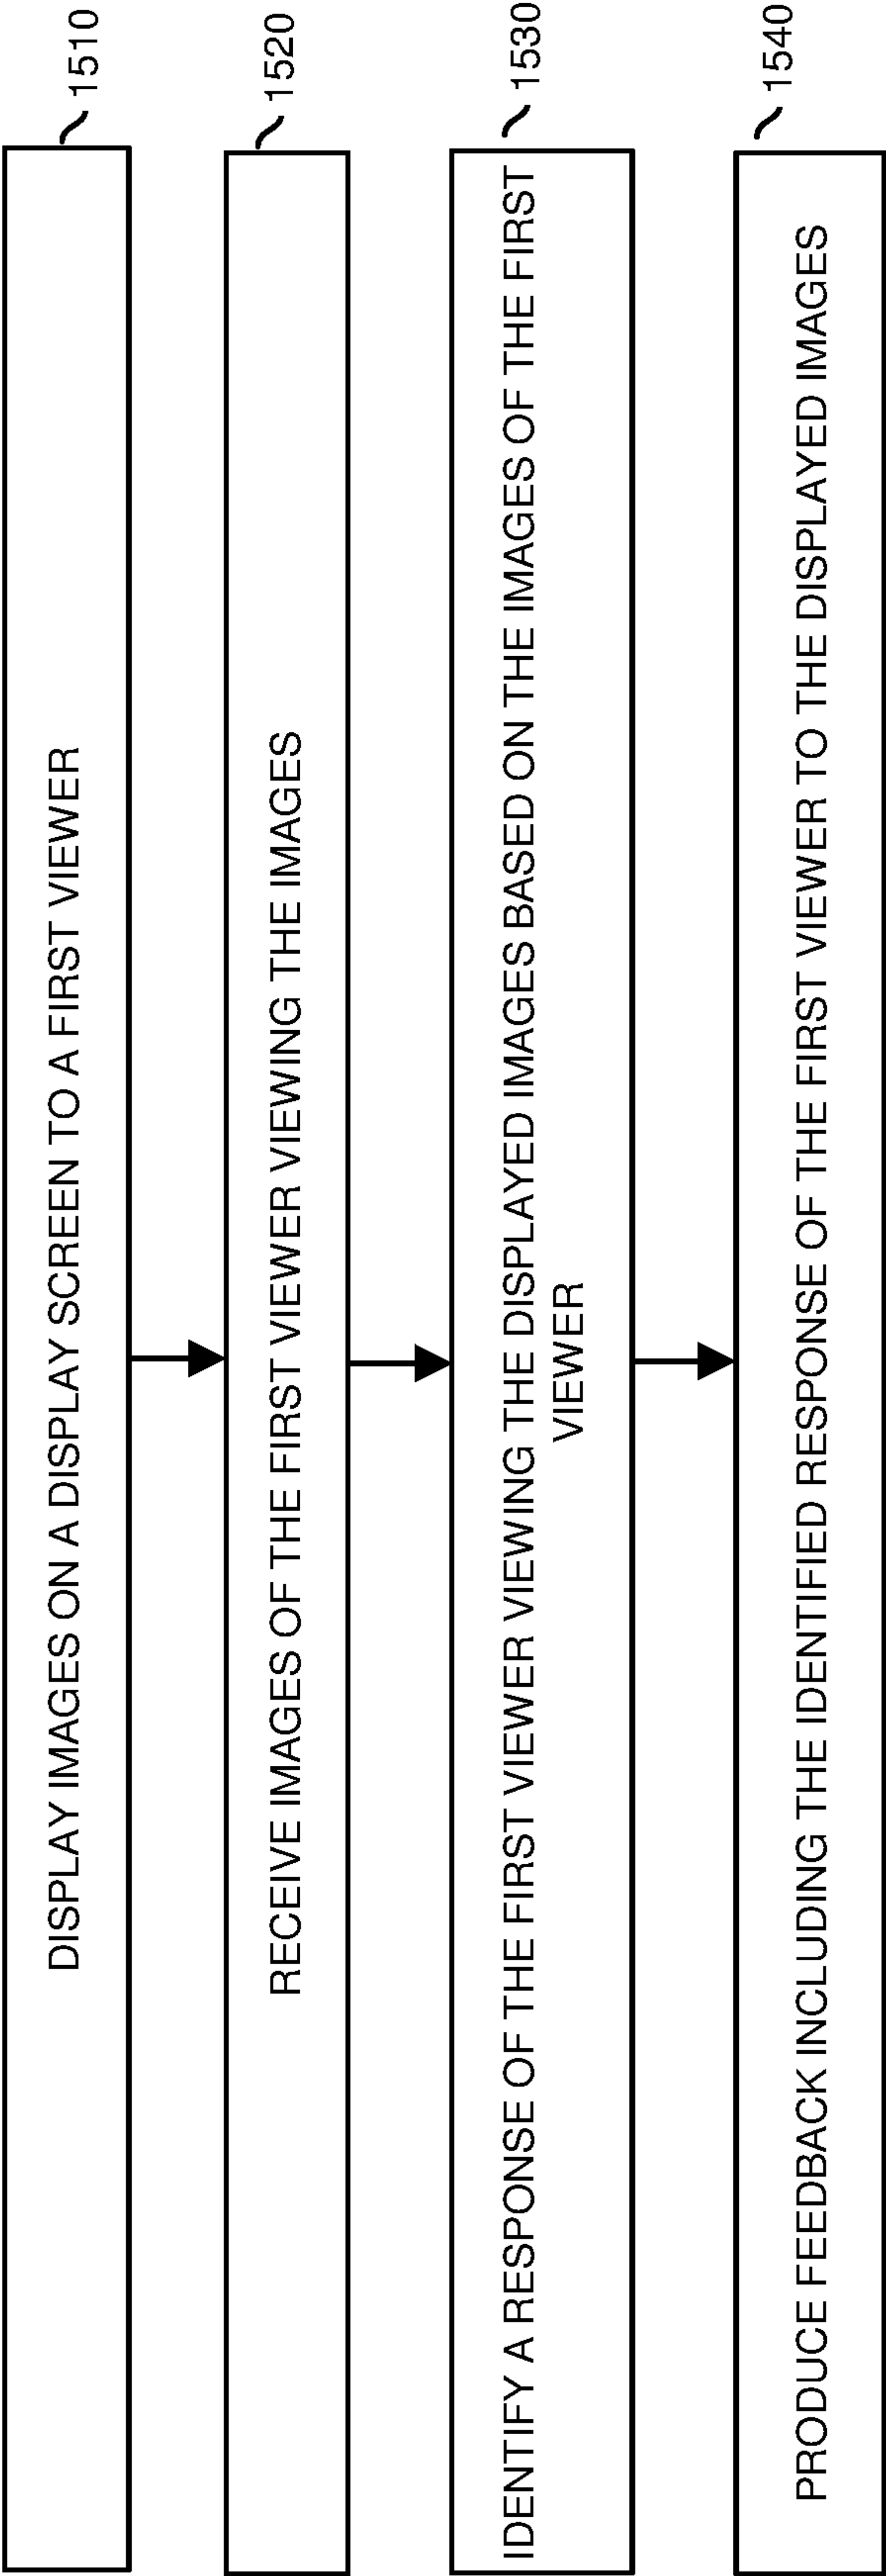 DISPLAY IMAGES ON A DISPLAY SCREEN TO A FIRST VIEWER
1510
RECEIVE IMAGES OF THE FIRST VIEWER VIEWING THE IMAGES
1520
IDENTIFY A RESPONSE OF THE FIRST VIEWER VIEWING THE DISPLAYED IMAGES BASED ON THE IMAGES OF THE FIRST
VIEWER
1530
PRODUCE FEEDBACK INCLUDING THE IDENTIFIED RESPONSE OF THE FIRST VIEWER TO THE DISPLAYED IMAGES
1540